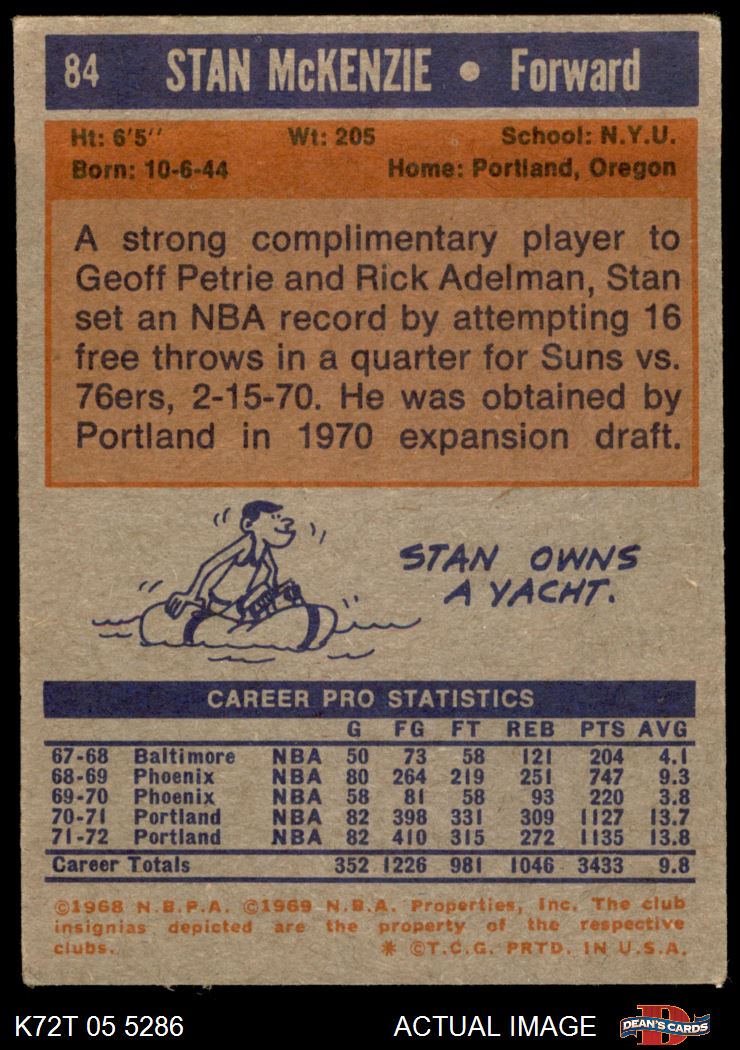 84 STAN McKENZIE • Forward
Ht: 6'5'' Wt: 205 School: N.Y.U.
Born: 10-6-44 Home: Portland, Oregon
A strong complimentary player to
Geoff Petrie and Rick Adelman, Stan
set an NBA record by attempting 16
free throws in a quarter for Suns vs.
76ers, 2-15-70. He was obtained by
Portland in 1970 expansion draft.
STAN OWNS
A YACHT.
CAREER PRO STATISTICS
G FG FT REB PTS AVG
67-68 Baltimore NBA 50 73 58 121 204 4.1
68-69 Phoenix NBA 80 264 219 251 747 9.3
69-70 Phoenix NBA 58 81 58 93 220 3.8
70-71 Portland NBA 82 398 331 309 1127 13.7
71-72 Portland NBA 82 410 315 272 1135 13.8
Career Totals 352 1226 981 1046 3433 9.8
©1968 N.B.P.A. ©1969 N.B.A. Properties, Inc. The club
insignias depicted are the property of the respective
clubs. * ©T.C.G. PRTD. IN U.S.A.
K72T 05 5286 ACTUAL IMAGE D DEAN'S CARDS